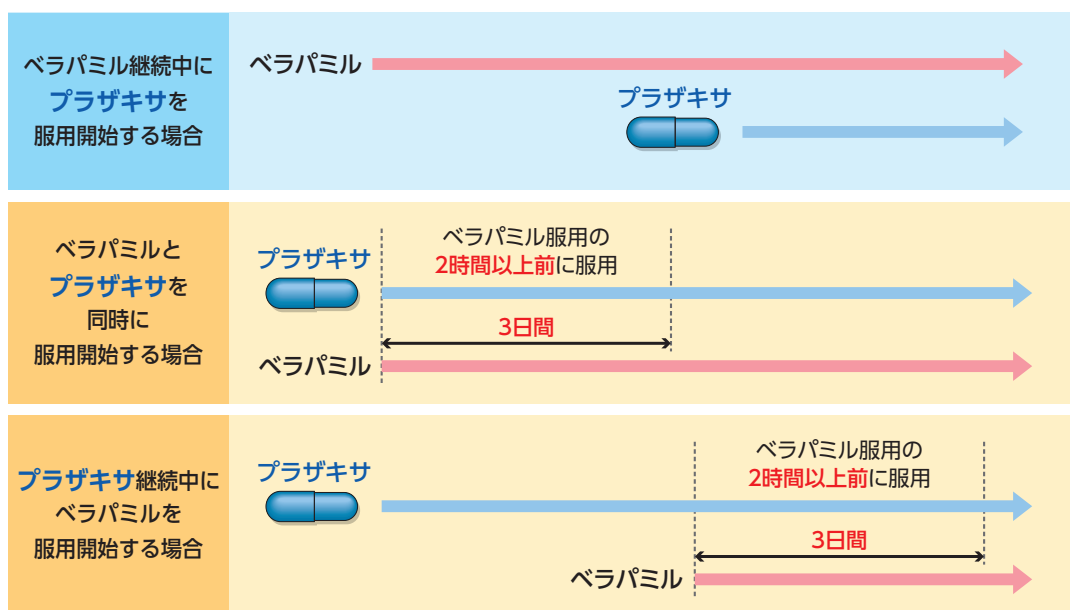 ベラパミル継続中に
プラザキサを
服用開始する場合
ベラパミル
プラザキサ
ベラパミルと
プラザキサを
同時に
服用開始する場合
プラザキサ
ベラパミル服用の
2時間以上前に服用
3日間
ベラパミル
プラザキサ継続中に
ベラパミルを
服用開始する場合
プラザキサ
ベラパミル服用の
2時間以上前に服用
3日間
ベラパミル